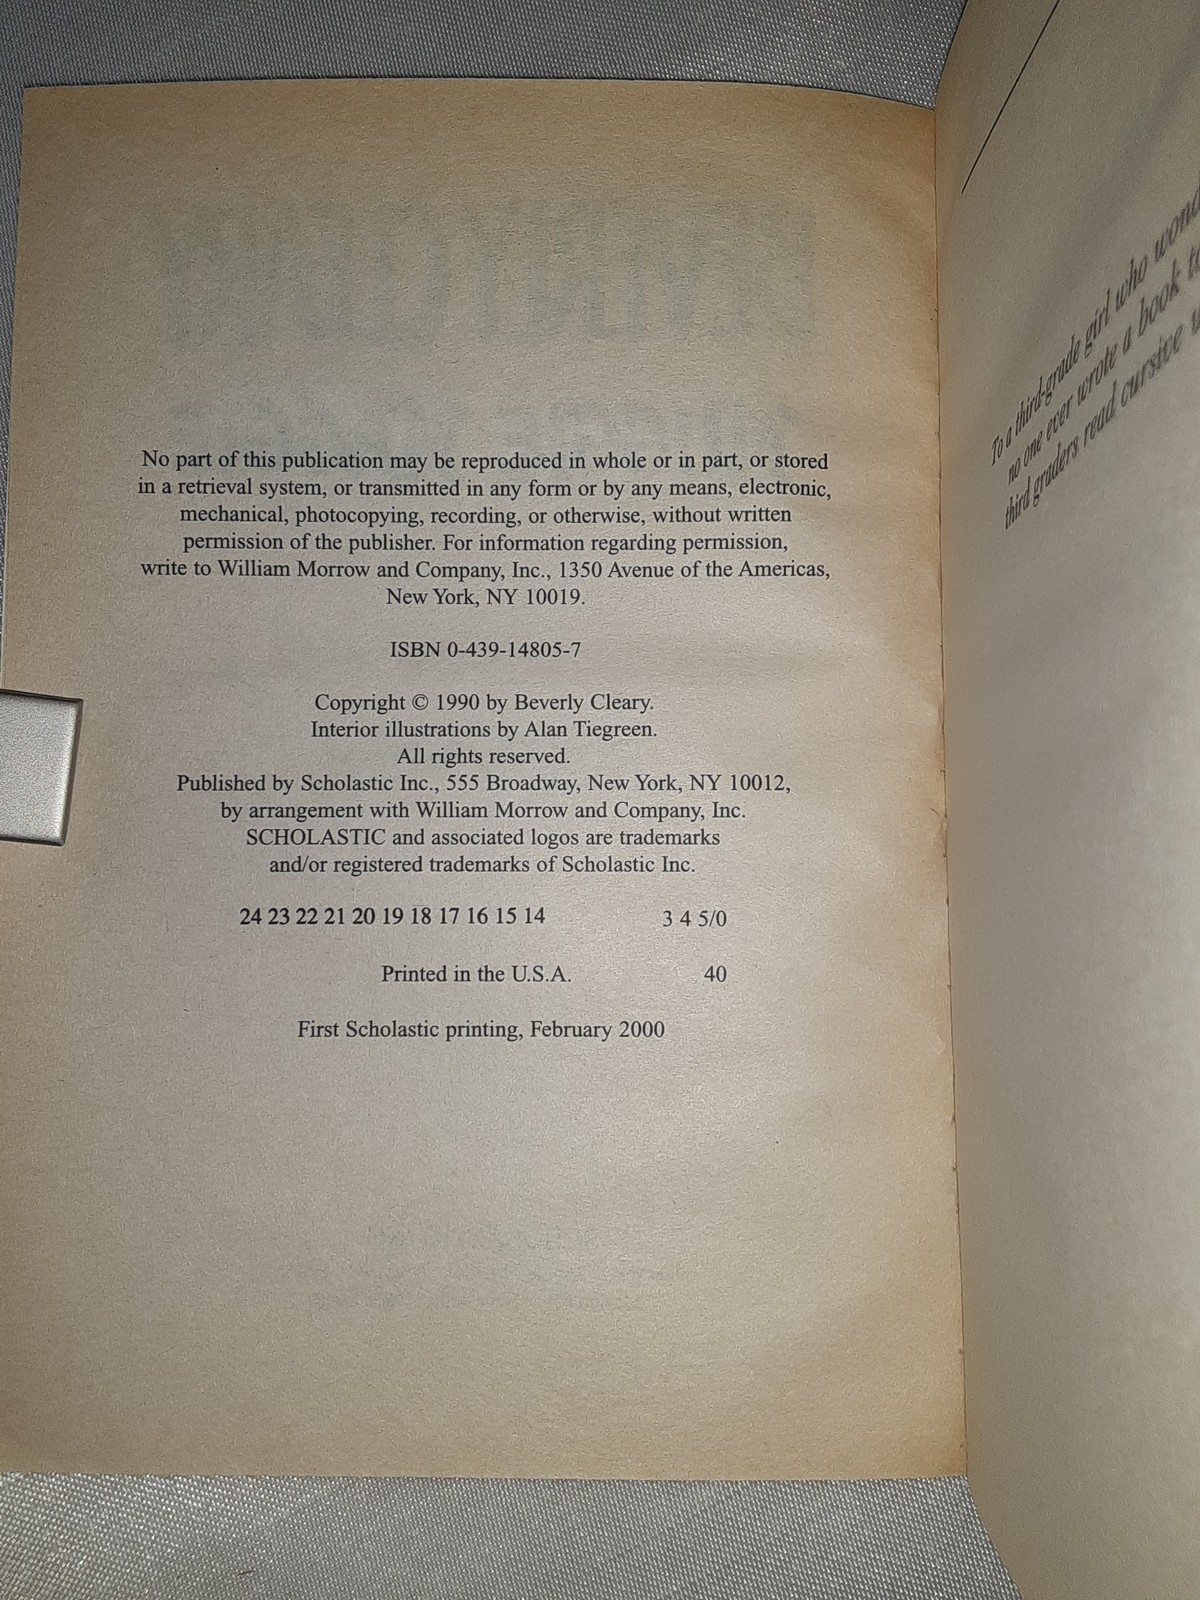 No part of this publication may be reproduced in whole or in part, or stored
in a retrieval system, or transmitted in any form or by any means, electronic,
mechanical, photocopying, recording, or otherwise, without written
permission of the publisher. For information regarding permission,
write to William Morrow and Company, Inc., 1350 Avenue of the Americas,
New York, NY 10019.
ISBN 0-439-14805-7
Copyright © 1990 by Beverly Cleary.
Interior illustrations by Alan Tiegreen.
All rights reserved.
Published by Scholastic Inc., 555 Broadway, New York, NY 10012,
by arrangement with William Morrow and Company, Inc.
SCHOLASTIC and associated logos are trademarks
and/or registered trademarks of Scholastic Inc.
24 23 22 21 20 19 18 17 16 15 14 3 4 5/0
Printed in the U.S.A. 40
First Scholastic printing, February 2000
To a third-grade girl who
no one ever wrote a book
third graders read cursive